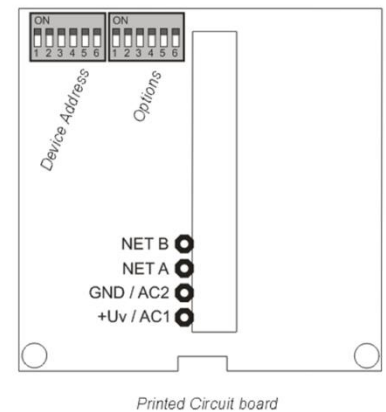 ON
1 2 3 4 5 6
ON
1 2 3 4 5 6
Device Address
Options
NET B
NET A
GND / AC2
+Uv / AC1
Printed Circuit board